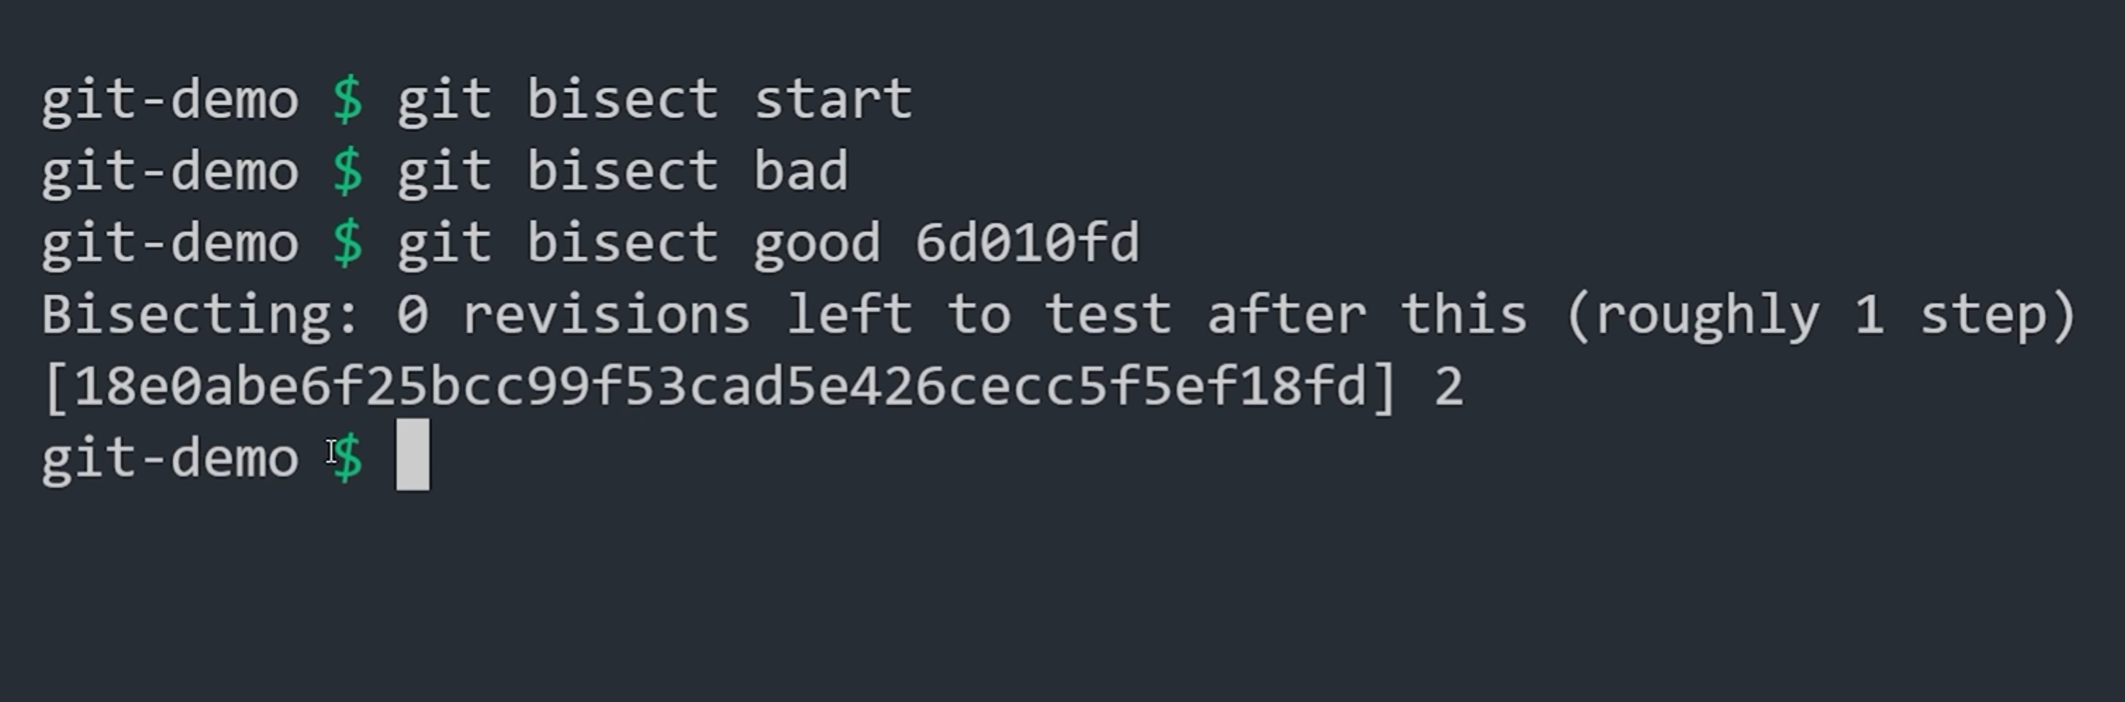 git-demo $ git bisect start
git-demo $ git bisect bad
git-demo $ git bisect good 6d010fd
Bisecting: 0 revisions left to test after this (roughly 1 step)
[18e0abe6f25bcc99f53cad5e426cecc5f5ef18fd] 2
git-demo $